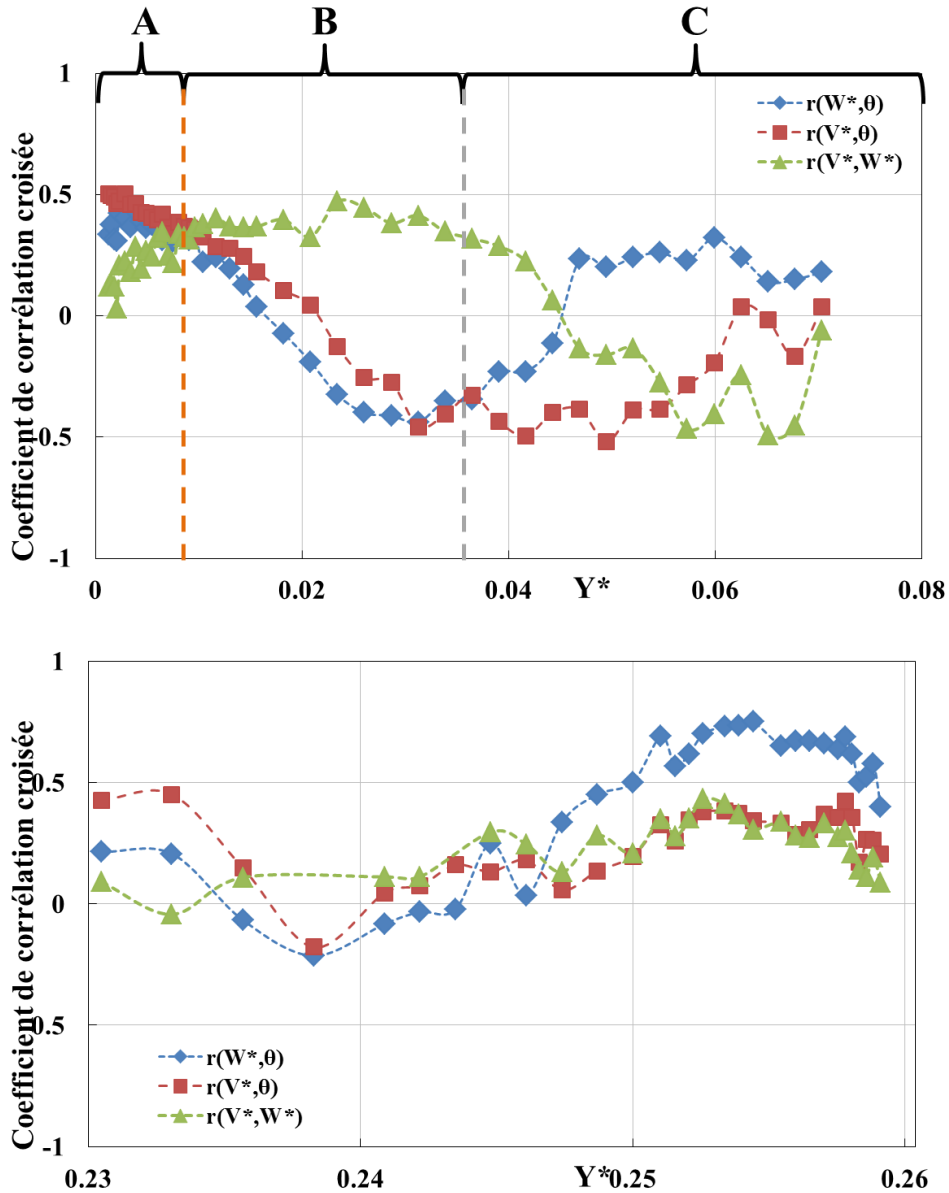 A B C
1
0.5
0
-0.5
-1
Coefficient de corrélation croisée
r(W*,θ)
r(V*,θ)
r(V*,W*)
0 0.02 0.04 Y* 0.06 0.08
1
0.5
0
-0.5
-1
Coefficient de corrélation croisée
r(W*,θ)
r(V*,θ)
r(V*,W*)
0.23 0.24 Y* 0.25 0.26